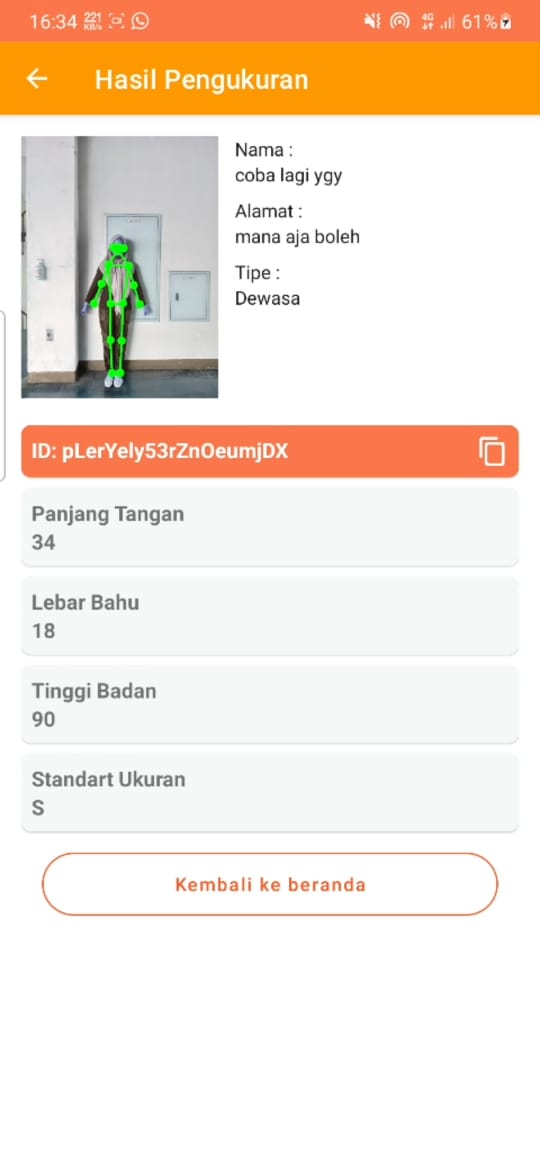 16:34 221 KB/s 4G 61%
Hasil Pengukuran
Nama :
coba lagi ygy
Alamat :
mana aja boleh
Tipe :
Dewasa
ID: pLerYely53rZnOeumjDX
Panjang Tangan
34
Lebar Bahu
18
Tinggi Badan
90
Standart Ukuran
S
Kembali ke beranda